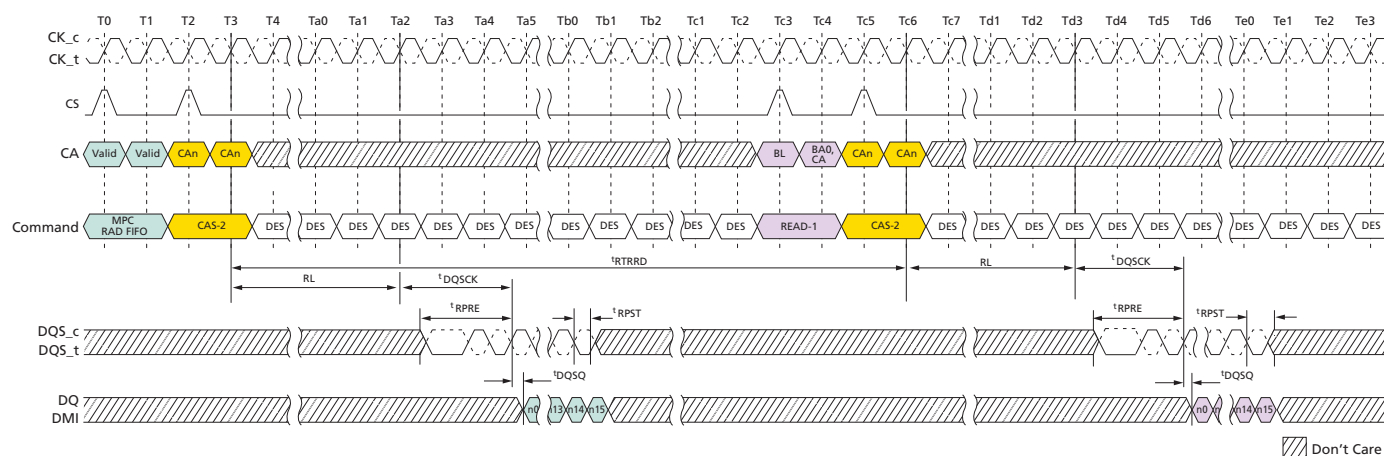 T0 T1 T2 T3 T4 Ta0 Ta1 Ta2 Ta3 Ta4 Ta5 Tb0 Tb1 Tb2 Tc1 Tc2 Tc3 Tc4 Tc5 Tc6 Tc7 Td1 Td2 Td3 Td4 Td5 Td6 Te0 Te1 Te2 Te3
CK_c
CK_t
CS
CA Valid Valid CAn CAn BL BA0, CA CAn CAn
Command MPC RAD FIFO CAS-2 DES DES DES DES DES DES DES DES DES DES DES DES READ-1 CAS-2 DES DES DES DES DES DES DES DES DES DES DES
tRTRRD
RL tDQSCK RL tDQSCK
tRPRE tRPST tRPRE tRPST
DQS_c
DQS_t
tDQSQ tDQSQ
DQ
DMI
n0 n13 n14 n15 n0 n14 n15
Don't Care